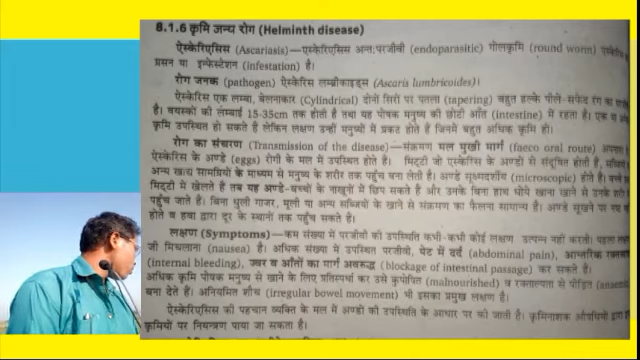 8.1.6 कृमि जन्य रोग (Helminth disease)
ऐस्केरिएसिस (Ascariasis)—एस्केरिएसिस अन्तःपरजीवी (endoparasitic) गोलकृमि (round worm)
ग्रसन या इन्फेस्टेशन (infestation) है।
रोग जनक (pathogen) ऐस्केरिस लम्ब्रीकाइड्स (Ascaris lumbricoides)।
ऐस्केरिस एक लम्बा, बेलनाकार (Cylindrical) दोनों सिरों पर पतला (tapering) बहुत हल्के पीले-सफेद रंग का
है। वयस्कों की लम्बाई 15-35cm तक होती है तथा यह पोषक मनुष्य की छोटी आँत (intestine) में रहता है। एक या
कृमि उपस्थित हो सकते हैं लेकिन लक्षण उन्हीं मनुष्यों में प्रकट होते हैं जिनमें बहुत अधिक कृमि हों।
रोग का संचारण (Transmission of the disease)—संक्रमण मल मुखी मार्ग (faeco oral route)
ऐस्केरिस के अण्डे (eggs) रोगी के मल में उपस्थित होते हैं। मिट्टी जो एस्केरिस के अण्डों से संदूषित होती है,
अन्य खाद्य सामग्रियों के माध्यम से मनुष्य के शरीर तक पहुँच बना लेती है। अण्डे सूक्ष्मदर्शीय (microscopic) होते हैं।
मिट्टी में खेलते हैं तब यह अण्डे-बच्चों के नाखूनों में छिप सकते हैं और उनके बिना हाथ धोये खाना खाने से उनके शरीर
पहुँच जाते हैं। बिना धुली गाजर, मूली या अन्य सब्जियों के खाने से संक्रमण का फैलना सामान्य है। अण्डे सूखने पर
होते व हवा द्वारा दूर के स्थानों तक पहुँच सकते हैं।
लक्षण (Symptoms)—कम संख्या में परजीवी की उपस्थिति कभी-कभी कोई लक्षण उत्पन्न नहीं करती। पहला
जी मिचलाना (nausea) है। अधिक संख्या में उपस्थित परजीवी, पेट में दर्द (abdominal pain), आन्तरिक
(internal bleeding), ज्वर व आँतों का मार्ग अवरूद्ध (blockage of intestinal passage) कर सकते हैं।
अधिक कृमि पोषक मनुष्य से खाने के लिए प्रतिस्पर्धा कर उसे कुपोषित (malnourished) व रक्ताल्पता से पीड़ित
बना देते हैं। अनियमित शौच (irregular bowel movement) भी इसका प्रमुख लक्षण है।
ऐस्केरिएसिस की पहचान व्यक्ति के मल में अण्डों की उपस्थिति के आधार पर की जाती है। कृमिनाशक औषधियों द्वारा
कृमियों पर नियन्त्रण पाया जा सकता है।